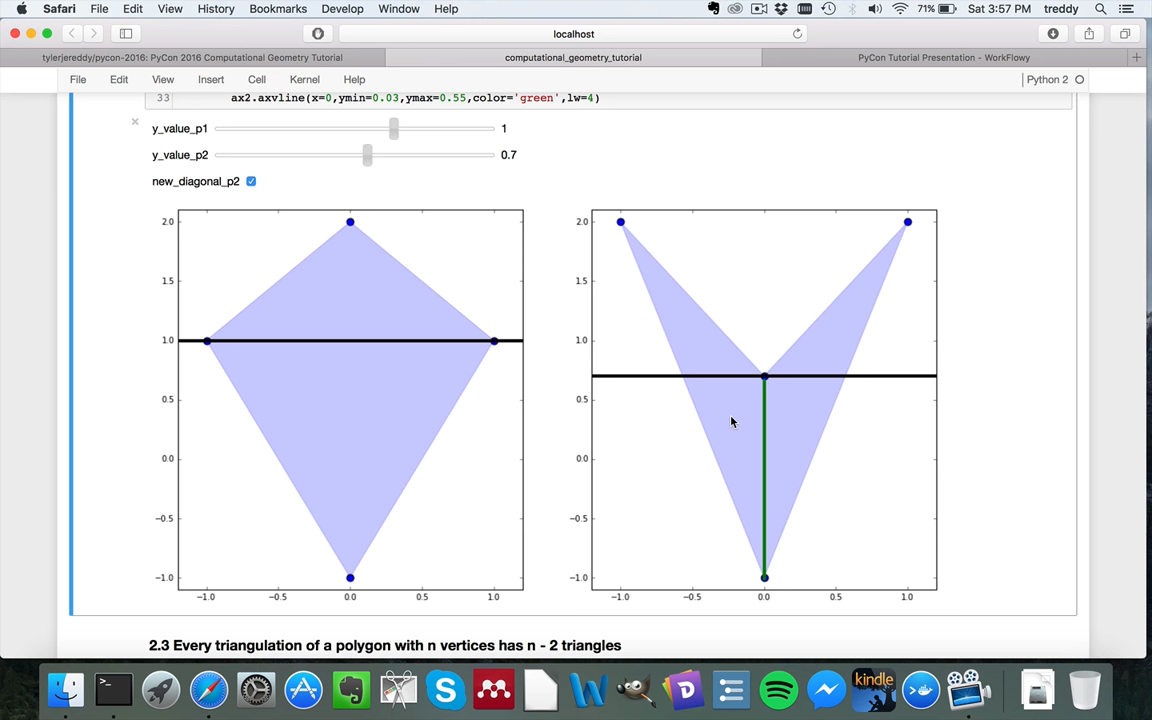 Safari File Edit View History Bookmarks Develop Window Help 71% Sat 3:57 PM treddy
localhost
tylerjereddy/pycon-2016: PyCon 2016 Computational Geometry Tutorial computational_geometry_tutorial PyCon Tutorial Presentation - WorkFlowy
File Edit View Insert Cell Kernel Help Python 2
33 ax2.axvline(x=0,ymin=0.03,ymax=0.55,color='green',lw=4)
y_value_p1 1
y_value_p2 0.7
new_diagonal_p2
2.0 2.0
1.5 1.5
1.0 1.0
0.5 0.5
0.0 0.0
−0.5 −0.5
−1.0 −1.0
−1.0 −0.5 0.0 0.5 1.0 −1.0 −0.5 0.0 0.5 1.0
2.3 Every triangulation of a polygon with n vertices has n - 2 triangles
kindle